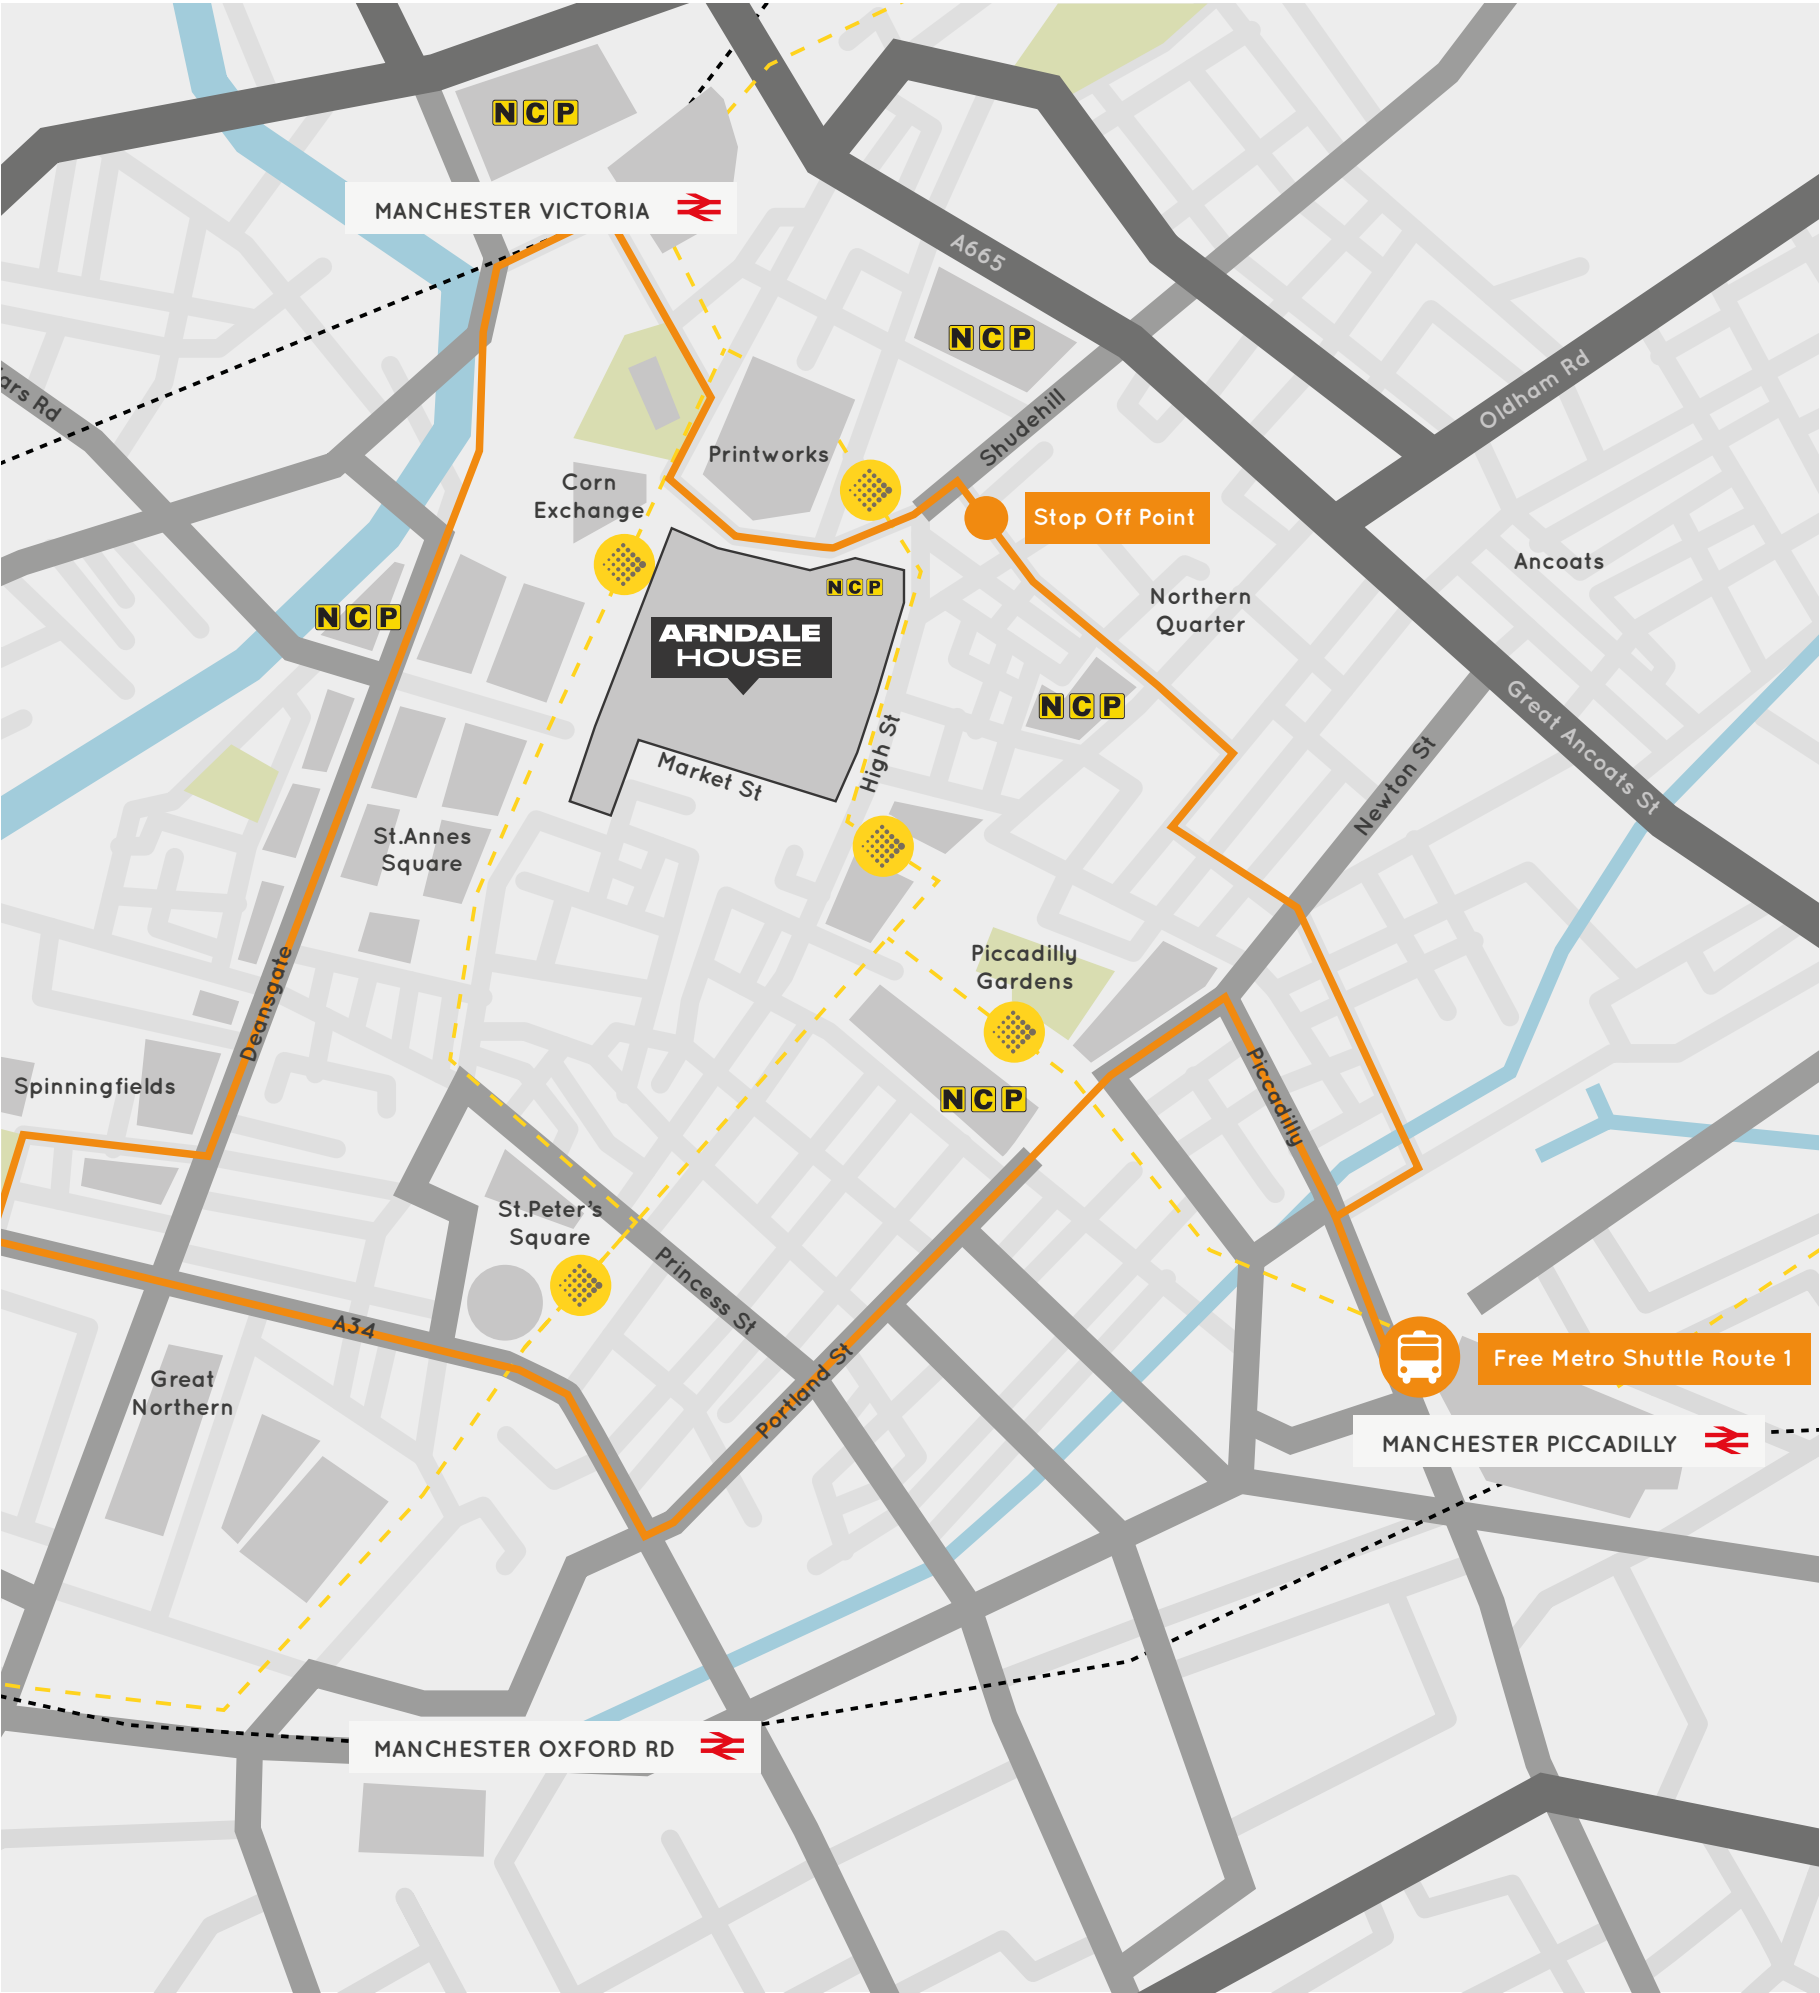 NCP
MANCHESTER VICTORIA
A665
NCP
Oldham Rd
ars Rd
Shudehill
Printworks
Corn
Exchange
Stop Off Point
Ancoats
NCP
Northern
Quarter
NCP
ARNDALE
HOUSE
NCP
Great Ancoats St
High St
Market St
Newton St
St.Annes
Square
Piccadilly
Gardens
Deansgate
Spinningfields
NCP
Piccadilly
St.Peter's
Square
Princess St
A34
Portland St
Free Metro Shuttle Route 1
Great
Northern
MANCHESTER PICCADILLY
MANCHESTER OXFORD RD